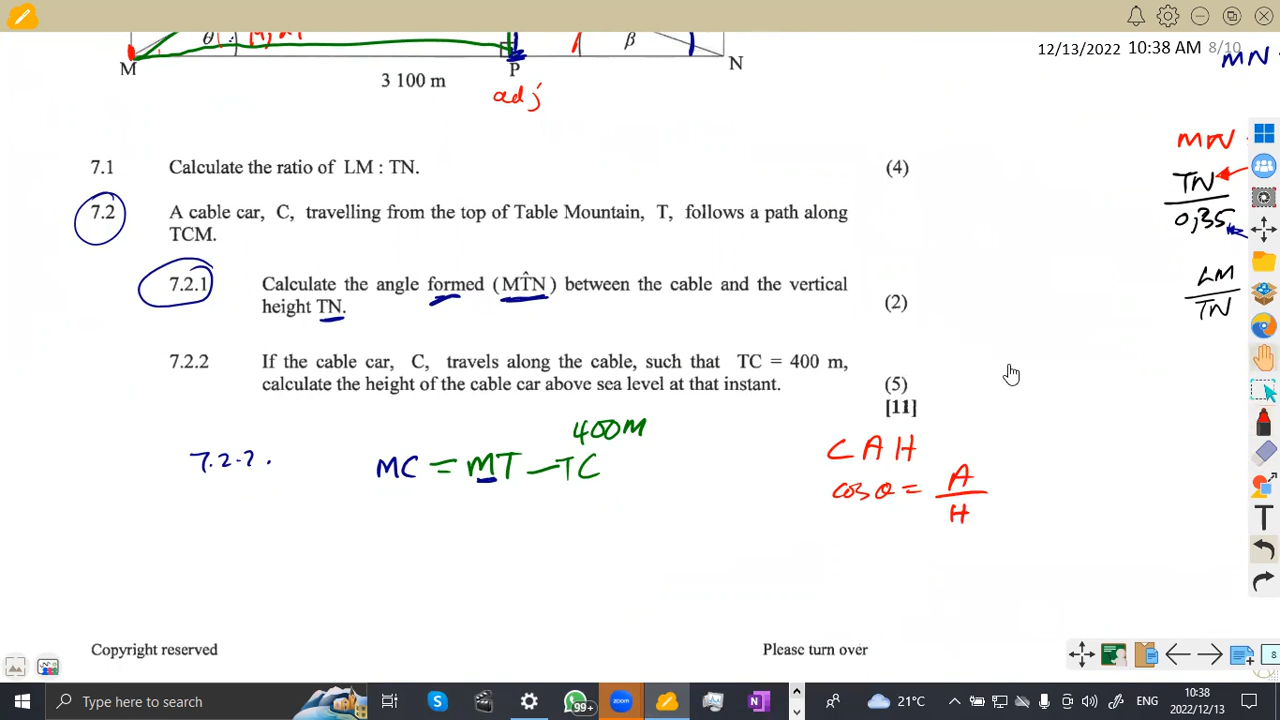 12/13/2022 10:38 AM 8/10
MN
θ
β
M
P
N
3 100 m
adj
7.1 Calculate the ratio of LM : TN. (4)
MN
TN
0,35
7.2 A cable car, C, travelling from the top of Table Mountain, T, follows a path along
TCM.
LM
TN
7.2.1 Calculate the angle formed (MT̂N) between the cable and the vertical
height TN. (2)
7.2.2 If the cable car, C, travels along the cable, such that TC = 400 m,
calculate the height of the cable car above sea level at that instant. (5)
[11]
400M
7.2.2. MC = MT - TC
CAH
cosθ = A
H
Copyright reserved Please turn over
T
8
Type here to search
99+
21°C
ENG
10:38
2022/12/13